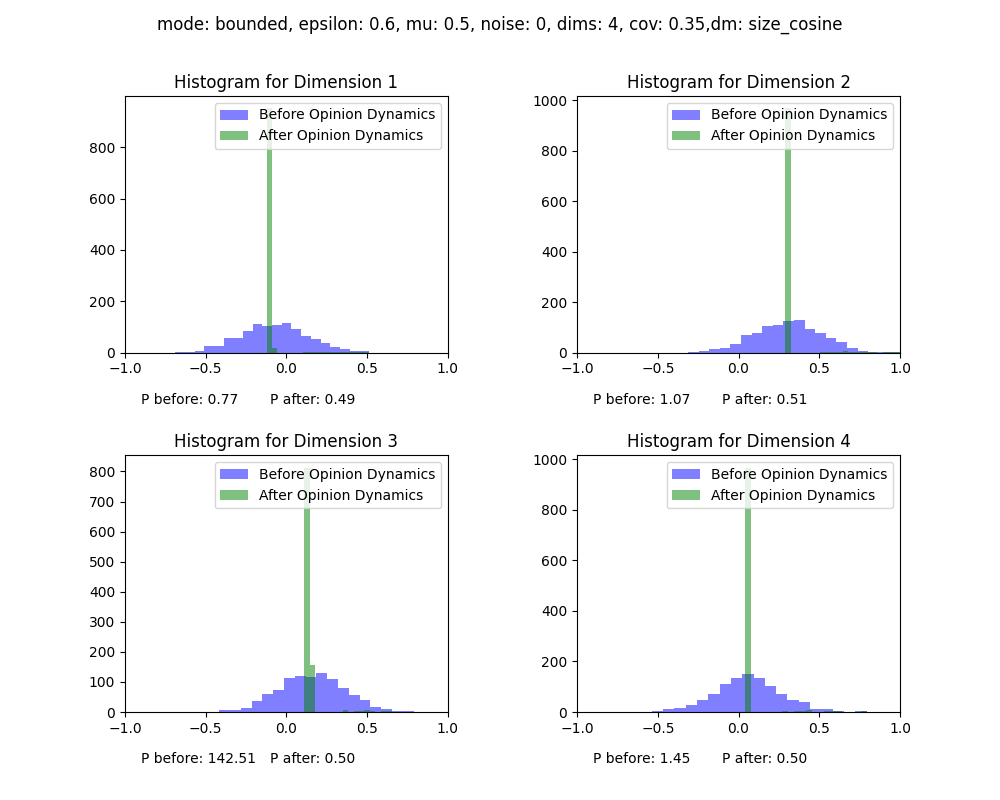 mode: bounded, epsilon: 0.6, mu: 0.5, noise: 0, dims: 4, cov: 0.35,dm: size_cosine
Histogram for Dimension 1
Before Opinion Dynamics
After Opinion Dynamics
800
600
400
200
0
−1.0 −0.5 0.0 0.5 1.0
P before: 0.77 P after: 0.49
Histogram for Dimension 2
Before Opinion Dynamics
After Opinion Dynamics
1000
800
600
400
200
0
−1.0 −0.5 0.0 0.5 1.0
P before: 1.07 P after: 0.51
Histogram for Dimension 3
Before Opinion Dynamics
After Opinion Dynamics
800
700
600
500
400
300
200
100
0
−1.0 −0.5 0.0 0.5 1.0
P before: 142.51 P after: 0.50
Histogram for Dimension 4
Before Opinion Dynamics
After Opinion Dynamics
1000
800
600
400
200
0
−1.0 −0.5 0.0 0.5 1.0
P before: 1.45 P after: 0.50